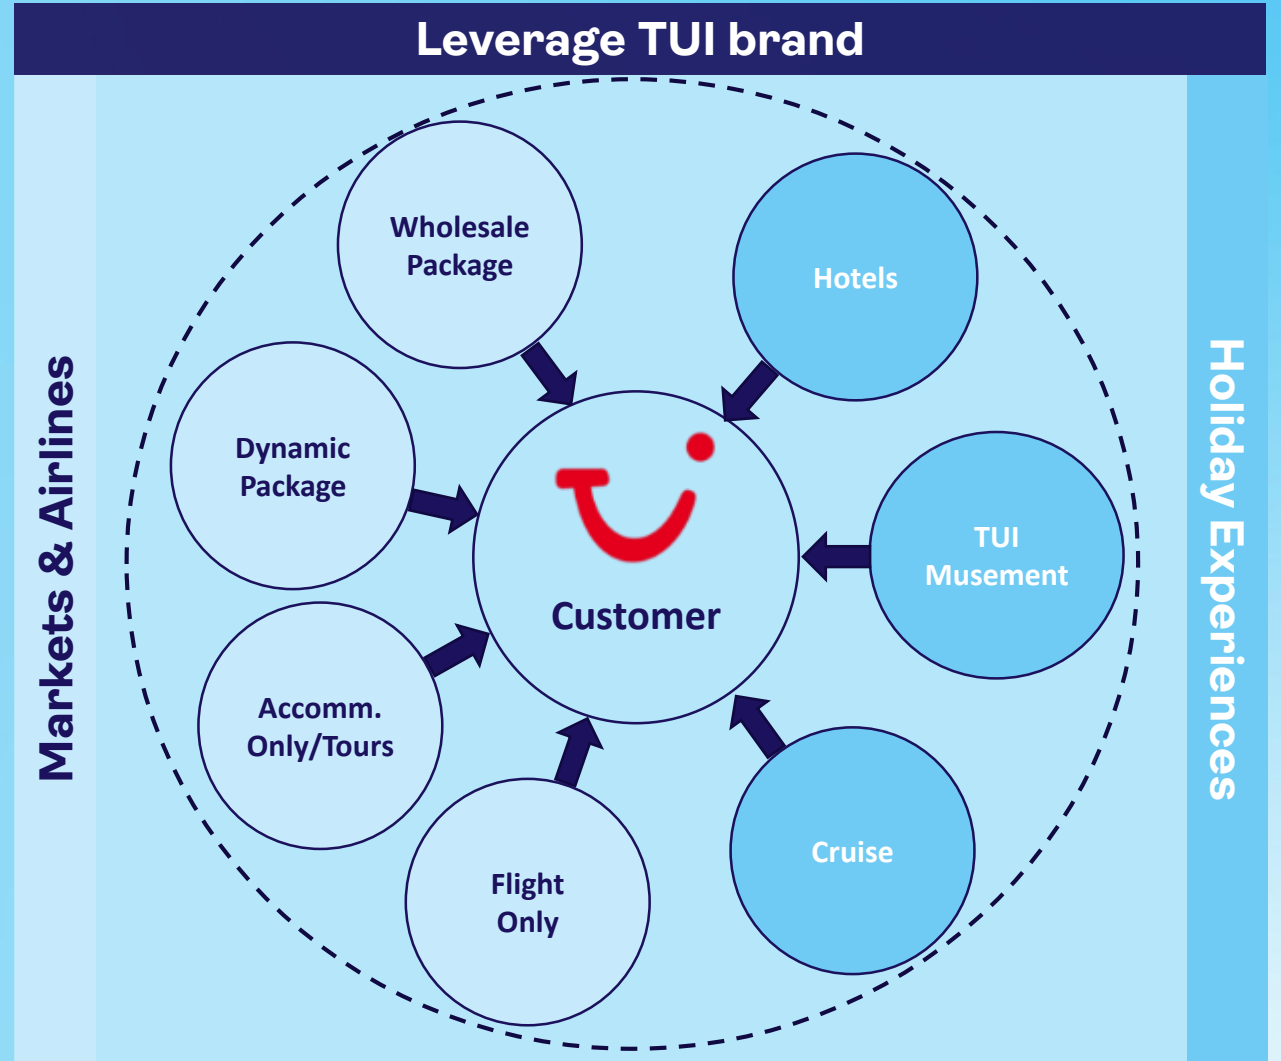 Leverage TUI brand
Markets & Airlines
Wholesale
Package
Dynamic
Package
Accomm.
Only/Tours
Flight
Only
Customer
Hotels
TUI
Musement
Cruise
Holiday Experiences